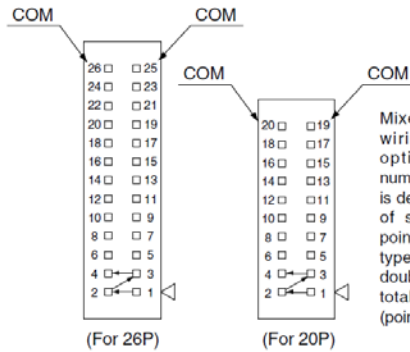 COM COM
26 25
24 23
22 21
20 19
18 17
16 15
14 13
12 11
10 9
8 7
6 5
4 3
2 1
(For 26P)
COM COM
20 19
18 17
16 15
14 13
12 11
10 9
8 7
6 5
4 3
2 1
(For 20P)
Mixe
wirin
opti
num
is de
of s
poin
type
doub
total
(poin